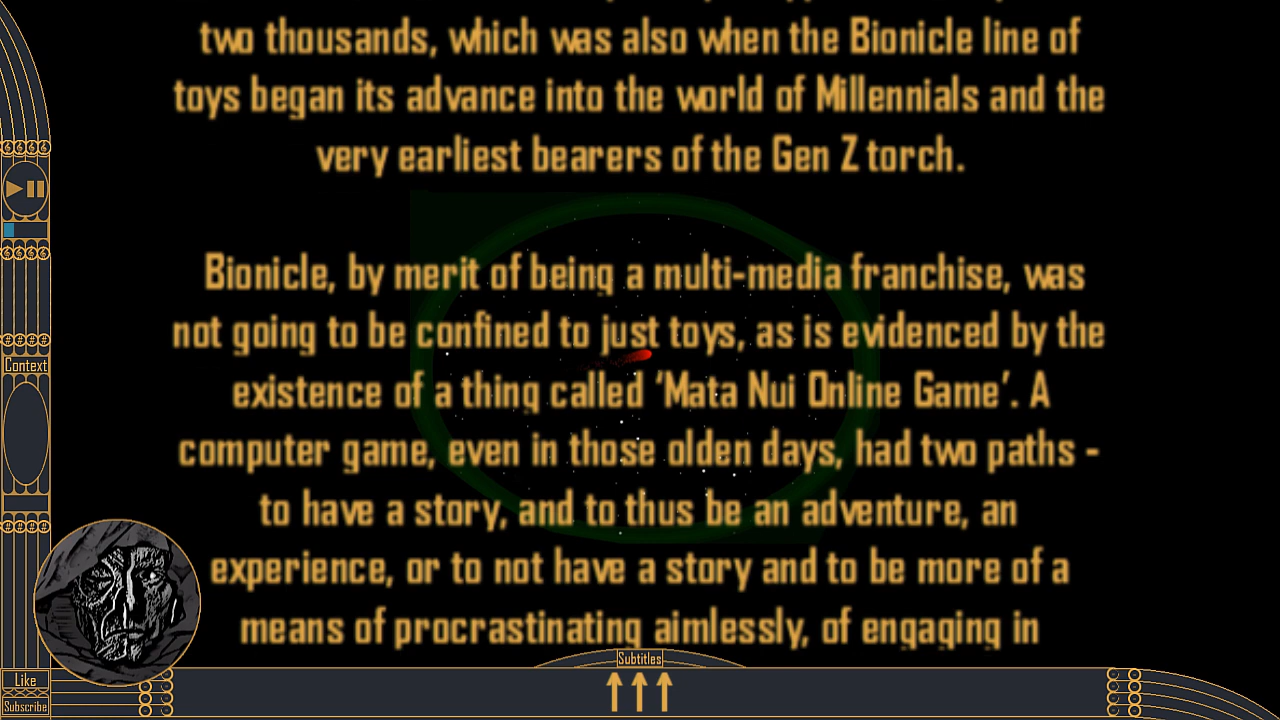 two thousands, which was also when the Bionicle line of
toys began its advance into the world of Millennials and the
very earliest bearers of the Gen Z torch.
Bionicle, by merit of being a multi-media franchise, was
not going to be confined to just toys, as is evidenced by the
existence of a thing called ‘Mata Nui Online Game’. A
computer game, even in those olden days, had two paths -
to have a story, and to thus be an adventure, an
experience, or to not have a story and to be more of a
means of procrastinating aimlessly, of engaging in
Context
Like
Subscribe
Subtitles